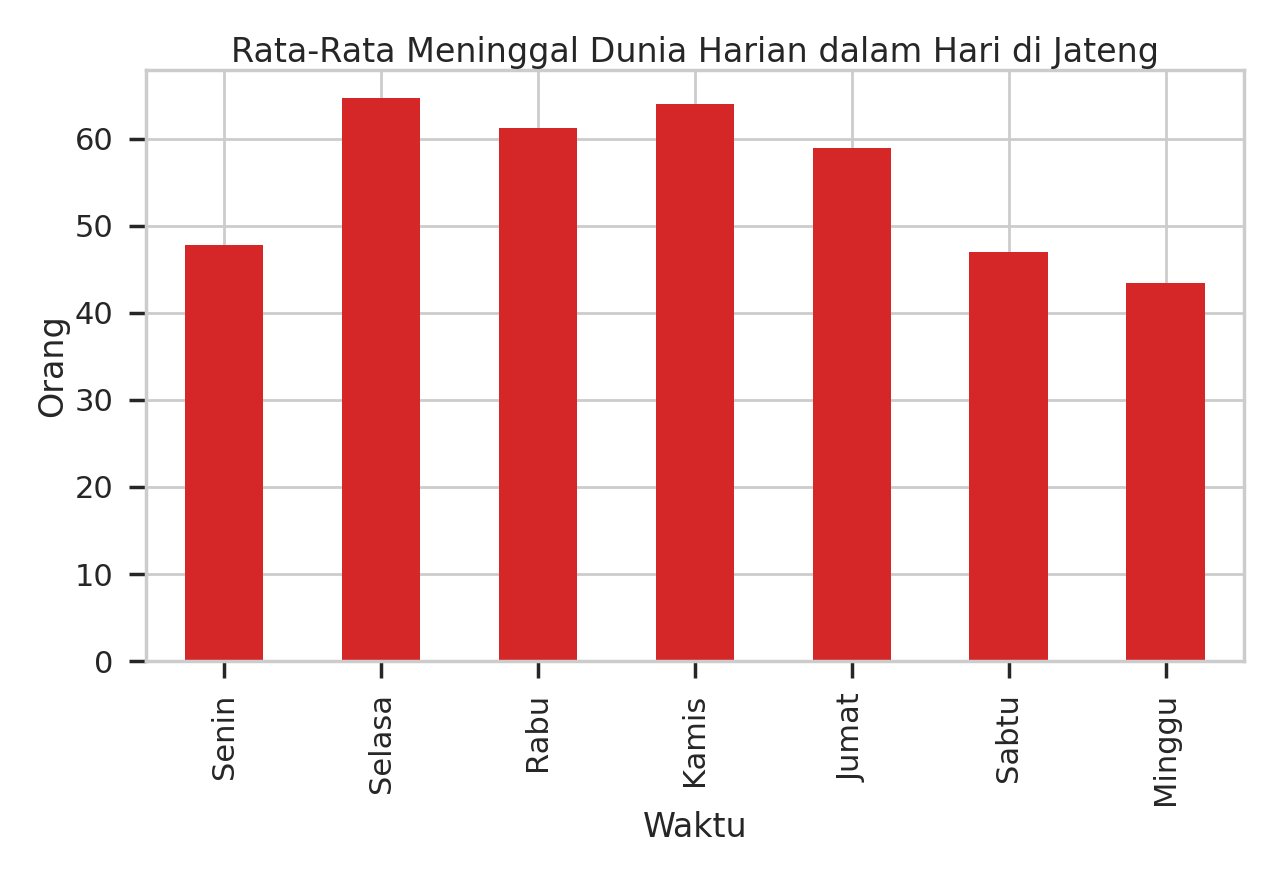 Rata-Rata Meninggal Dunia Harian dalam Hari di Jateng
Orang
60
50
40
30
20
10
0
Senin
Selasa
Rabu
Kamis
Jumat
Sabtu
Minggu
Waktu